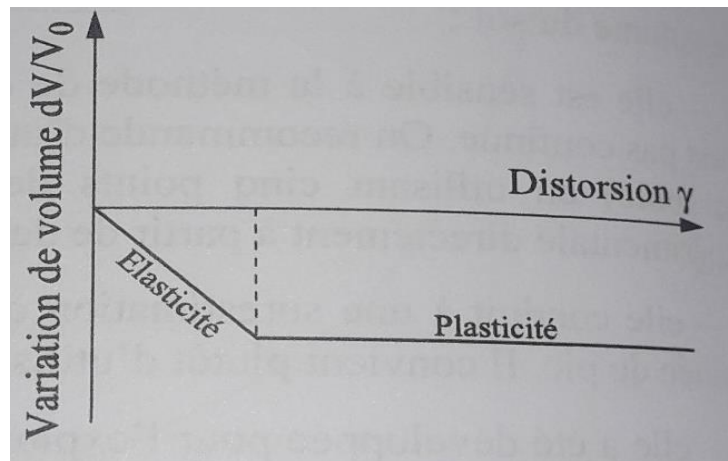 Variation de volume dV/V₀
Distorsion γ
Elasticité
Plasticité